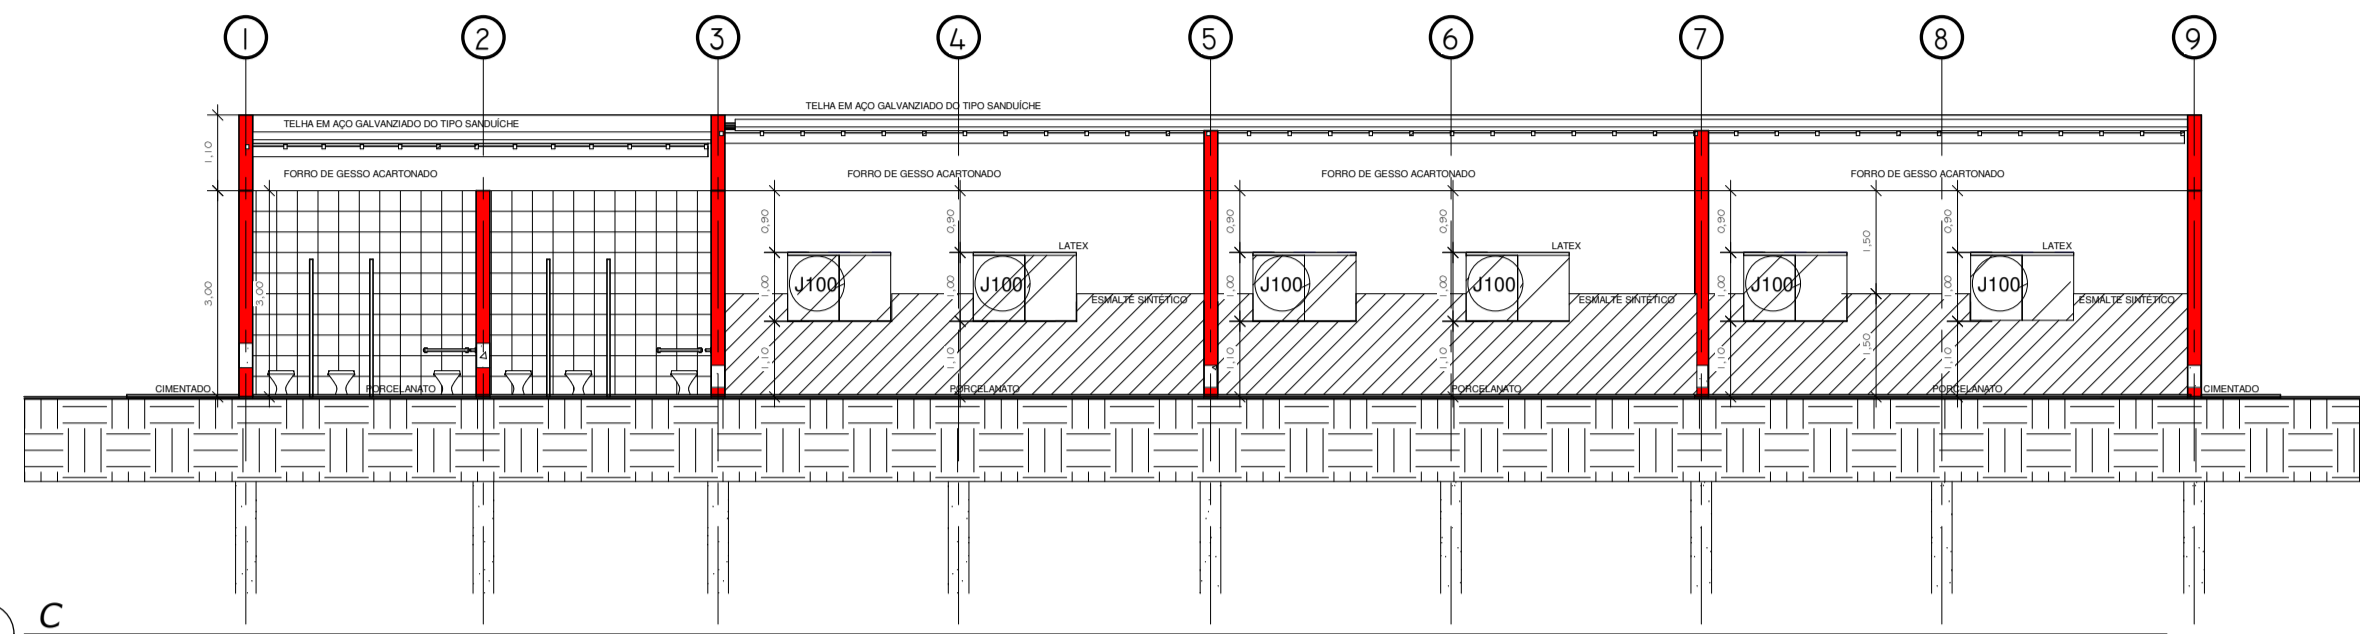 1 2 3 4 5 6 7 8 9
TELHA EM AÇO GALVANZIADO DO TIPO SANDUÍCHE
TELHA EM AÇO GALVANZIADO DO TIPO SANDUÍCHE
1,10
FORRO DE GESSO ACARTONADO FORRO DE GESSO ACARTONADO FORRO DE GESSO ACARTONADO FORRO DE GESSO ACARTONADO
0,90 0,90 0,90 0,90 0,90 1,50 0,90
LATEX LATEX LATEX
3,00 3,00 1,00 J100 1,00 J100 1,00 J100 1,00 J100 1,00 J100 1,00 J100
ESMALTE SINTÉTICO ESMALTE SINTÉTICO ESMALTE SINTÉTICO
1,10 1,10 1,10 1,10 1,10 1,50 1,10
CIMENTADO PORCELANATO PORCELANATO PORCELANATO PORCELANATO CIMENTADO
C